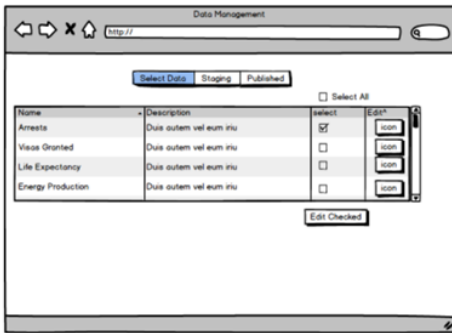 Data Management
http://
Select Data Staging Published
Select All
Name Description select Edit^
Arrests Duis autem vel eum iriu icon
Visas Granted Duis autem vel eum iriu icon
Life Expectancy Duis autem vel eum iriu icon
Energy Production Duis autem vel eum iriu icon
Edit Checked